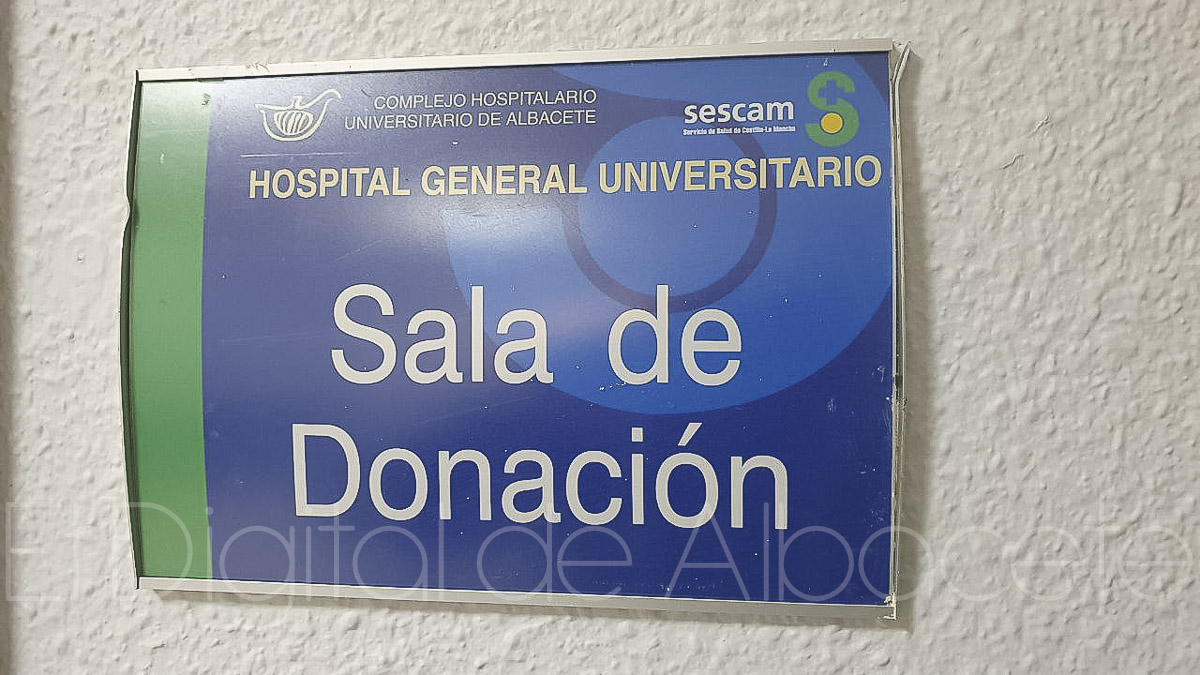 COMPLEJO HOSPITALARIO
UNIVERSITARIO DE ALBACETE
sescam
Servicio de Salud de Castilla-La Mancha
HOSPITAL GENERAL UNIVERSITARIO
Sala de
Donación
El Digital de Albacete